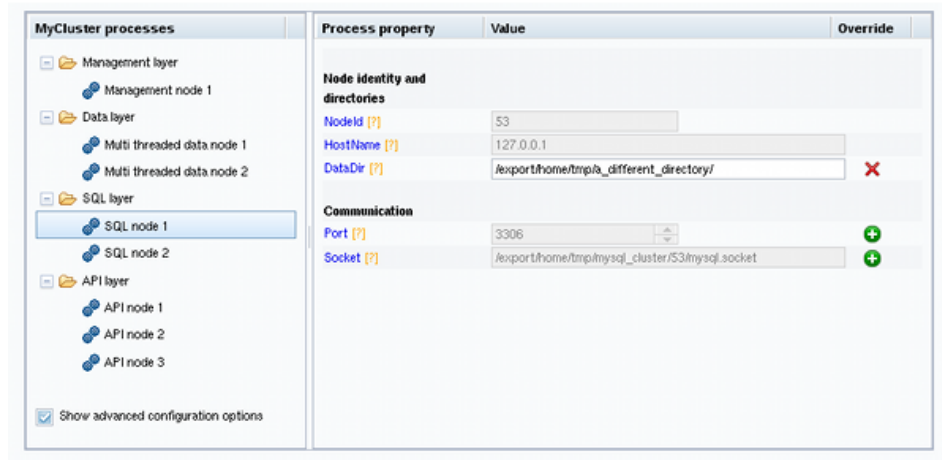 MyCluster processes
Process property Value Override
Management layer
Management node 1
Data layer
Multi threaded data node 1
Multi threaded data node 2
SQL layer
SQL node 1
SQL node 2
API layer
API node 1
API node 2
API node 3
Show advanced configuration options
Node identity and
directories
NodeId [?] 53
HostName [?] 127.0.0.1
DataDir [?] /export/home/tmp/a_different_directory/
Communication
Port [?] 3306
Socket [?] /export/home/tmp/mysql_cluster/53/mysql.socket